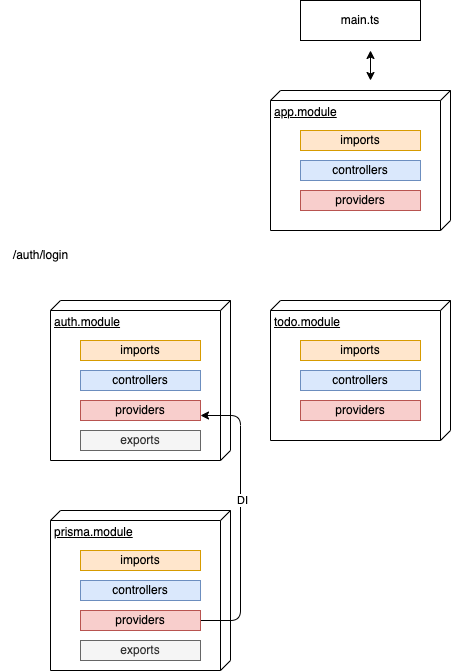 main.ts
app.module
imports
controllers
providers
/auth/login
auth.module
imports
controllers
providers
exports
todo.module
imports
controllers
providers
DI
prisma.module
imports
controllers
providers
exports